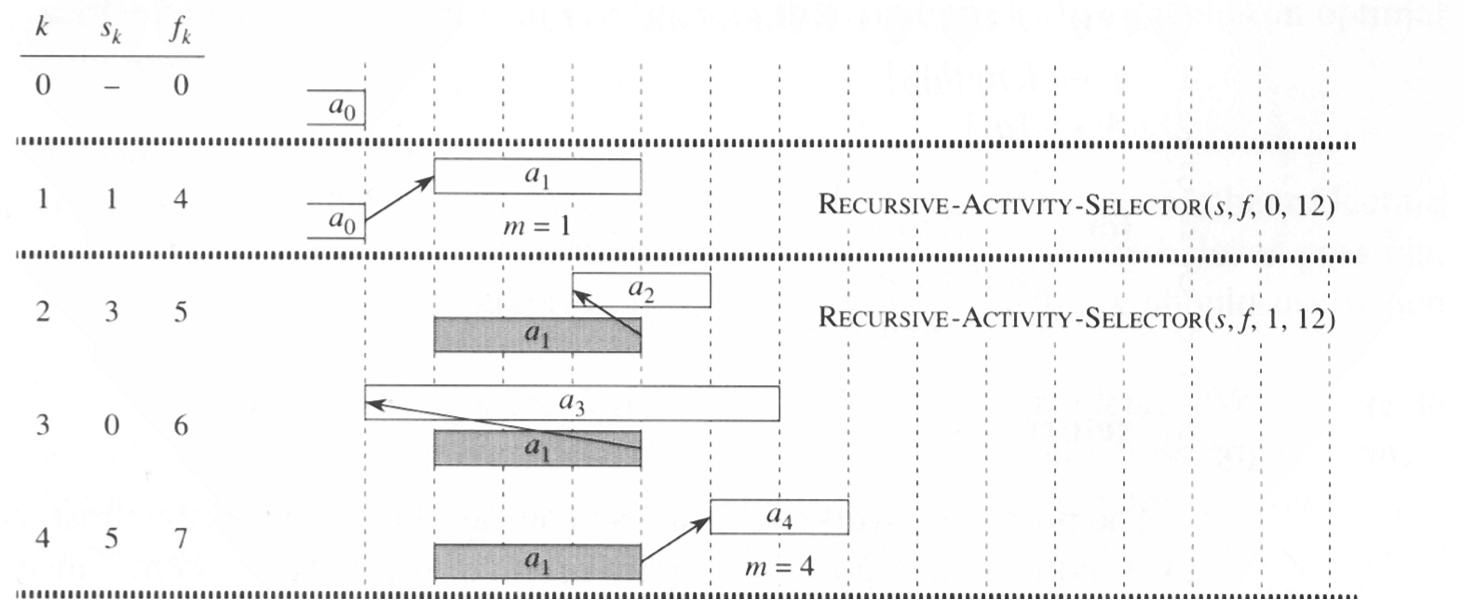 k s_k f_k
0 – 0
a_0
1 1 4
a_1
a_0
m = 1
RECURSIVE-ACTIVITY-SELECTOR(s, f, 0, 12)
2 3 5
a_2
a_1
RECURSIVE-ACTIVITY-SELECTOR(s, f, 1, 12)
3 0 6
a_3
a_1
4 5 7
a_4
a_1
m = 4